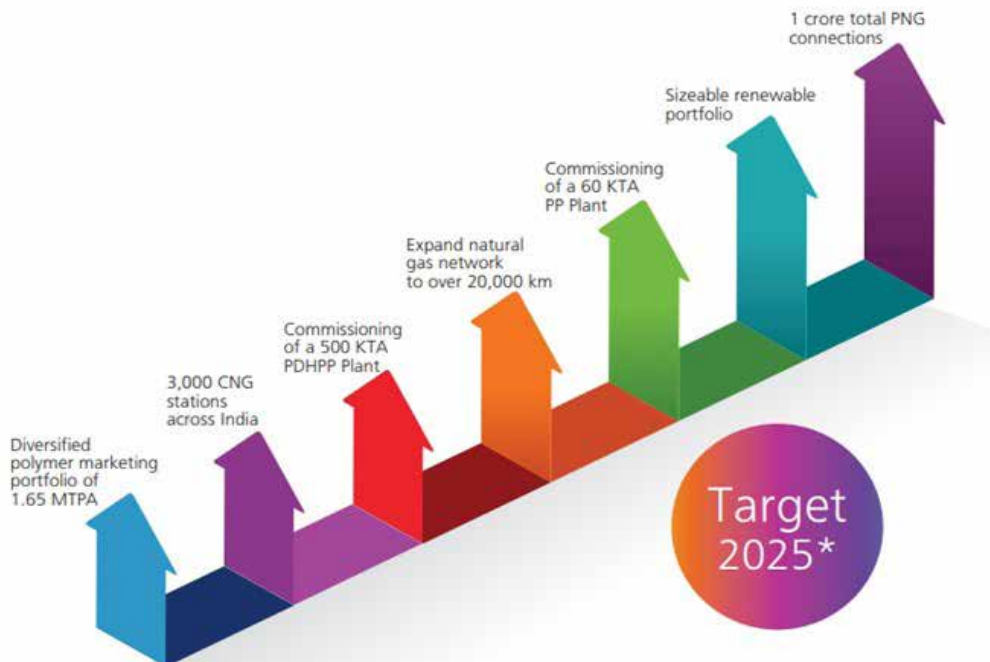 Diversified
polymer marketing
portfolio of
1.65 MTPA
3,000 CNG
stations
across India
Commissioning
of a 500 KTA
PDHPP Plant
Expand natural
gas network
to over 20,000 km
Commissioning
of a 60 KTA
PP Plant
Sizeable renewable
portfolio
1 crore total PNG
connections
Target
2025*